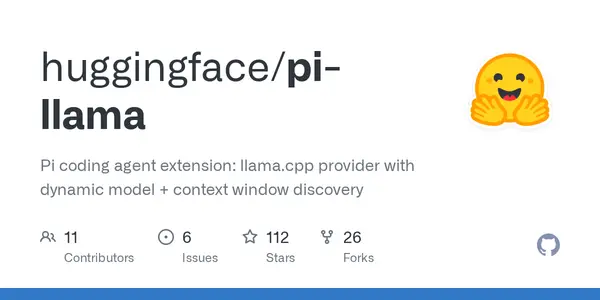 huggingface/pi-
llama
Pi coding agent extension: llama.cpp provider with
dynamic model + context window discovery
11 6 112 26
Contributors Issues Stars Forks